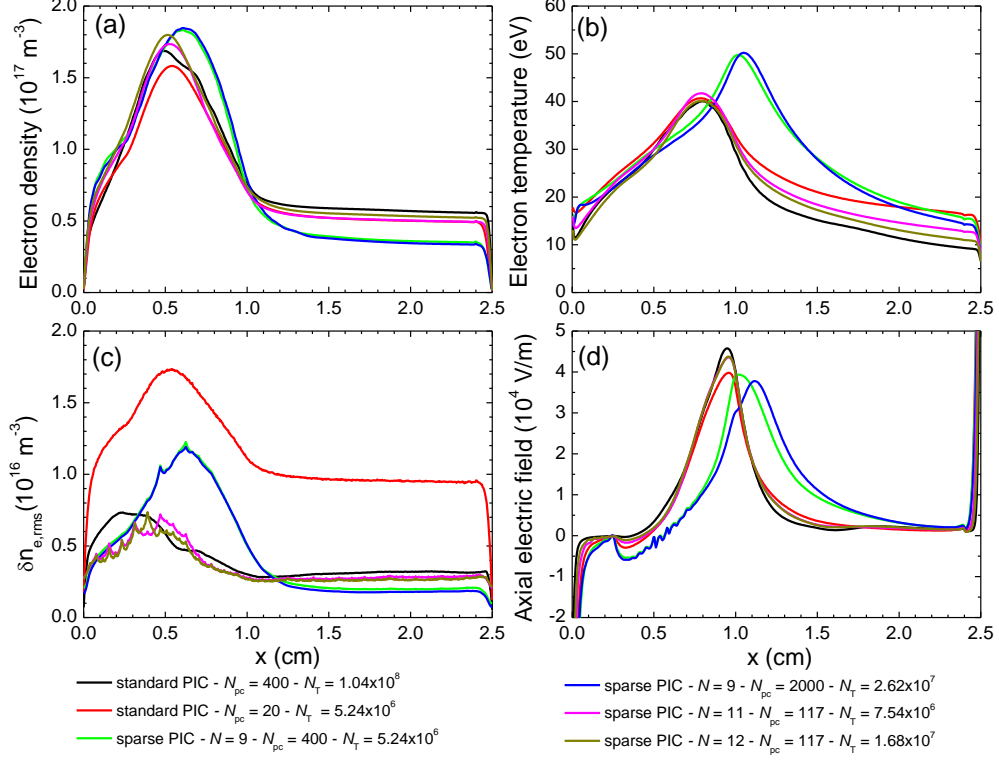 (a)
Electron density (10^17 m^-3)
2.0
1.5
1.0
0.5
0.0
0.0 0.5 1.0 1.5 2.0 2.5
(b)
Electron temperature (eV)
60
50
40
30
20
10
0
0.0 0.5 1.0 1.5 2.0 2.5
(c)
δn_e,rms (10^16 m^-3)
2.0
1.5
1.0
0.5
0.0
0.0 0.5 1.0 1.5 2.0 2.5
x (cm)
(d)
Axial electric field (10^4 V/m)
5
4
3
2
1
0
-1
-2
0.0 0.5 1.0 1.5 2.0 2.5
x (cm)
standard PIC - N_pc = 400 - N_T = 1.04x10^8
standard PIC - N_pc = 20 - N_T = 5.24x10^6
sparse PIC - N = 9 - N_pc = 400 - N_T = 5.24x10^6
sparse PIC - N = 9 - N_pc = 2000 - N_T = 2.62x10^7
sparse PIC - N = 11 - N_pc = 117 - N_T = 7.54x10^6
sparse PIC - N = 12 - N_pc = 117 - N_T = 1.68x10^7